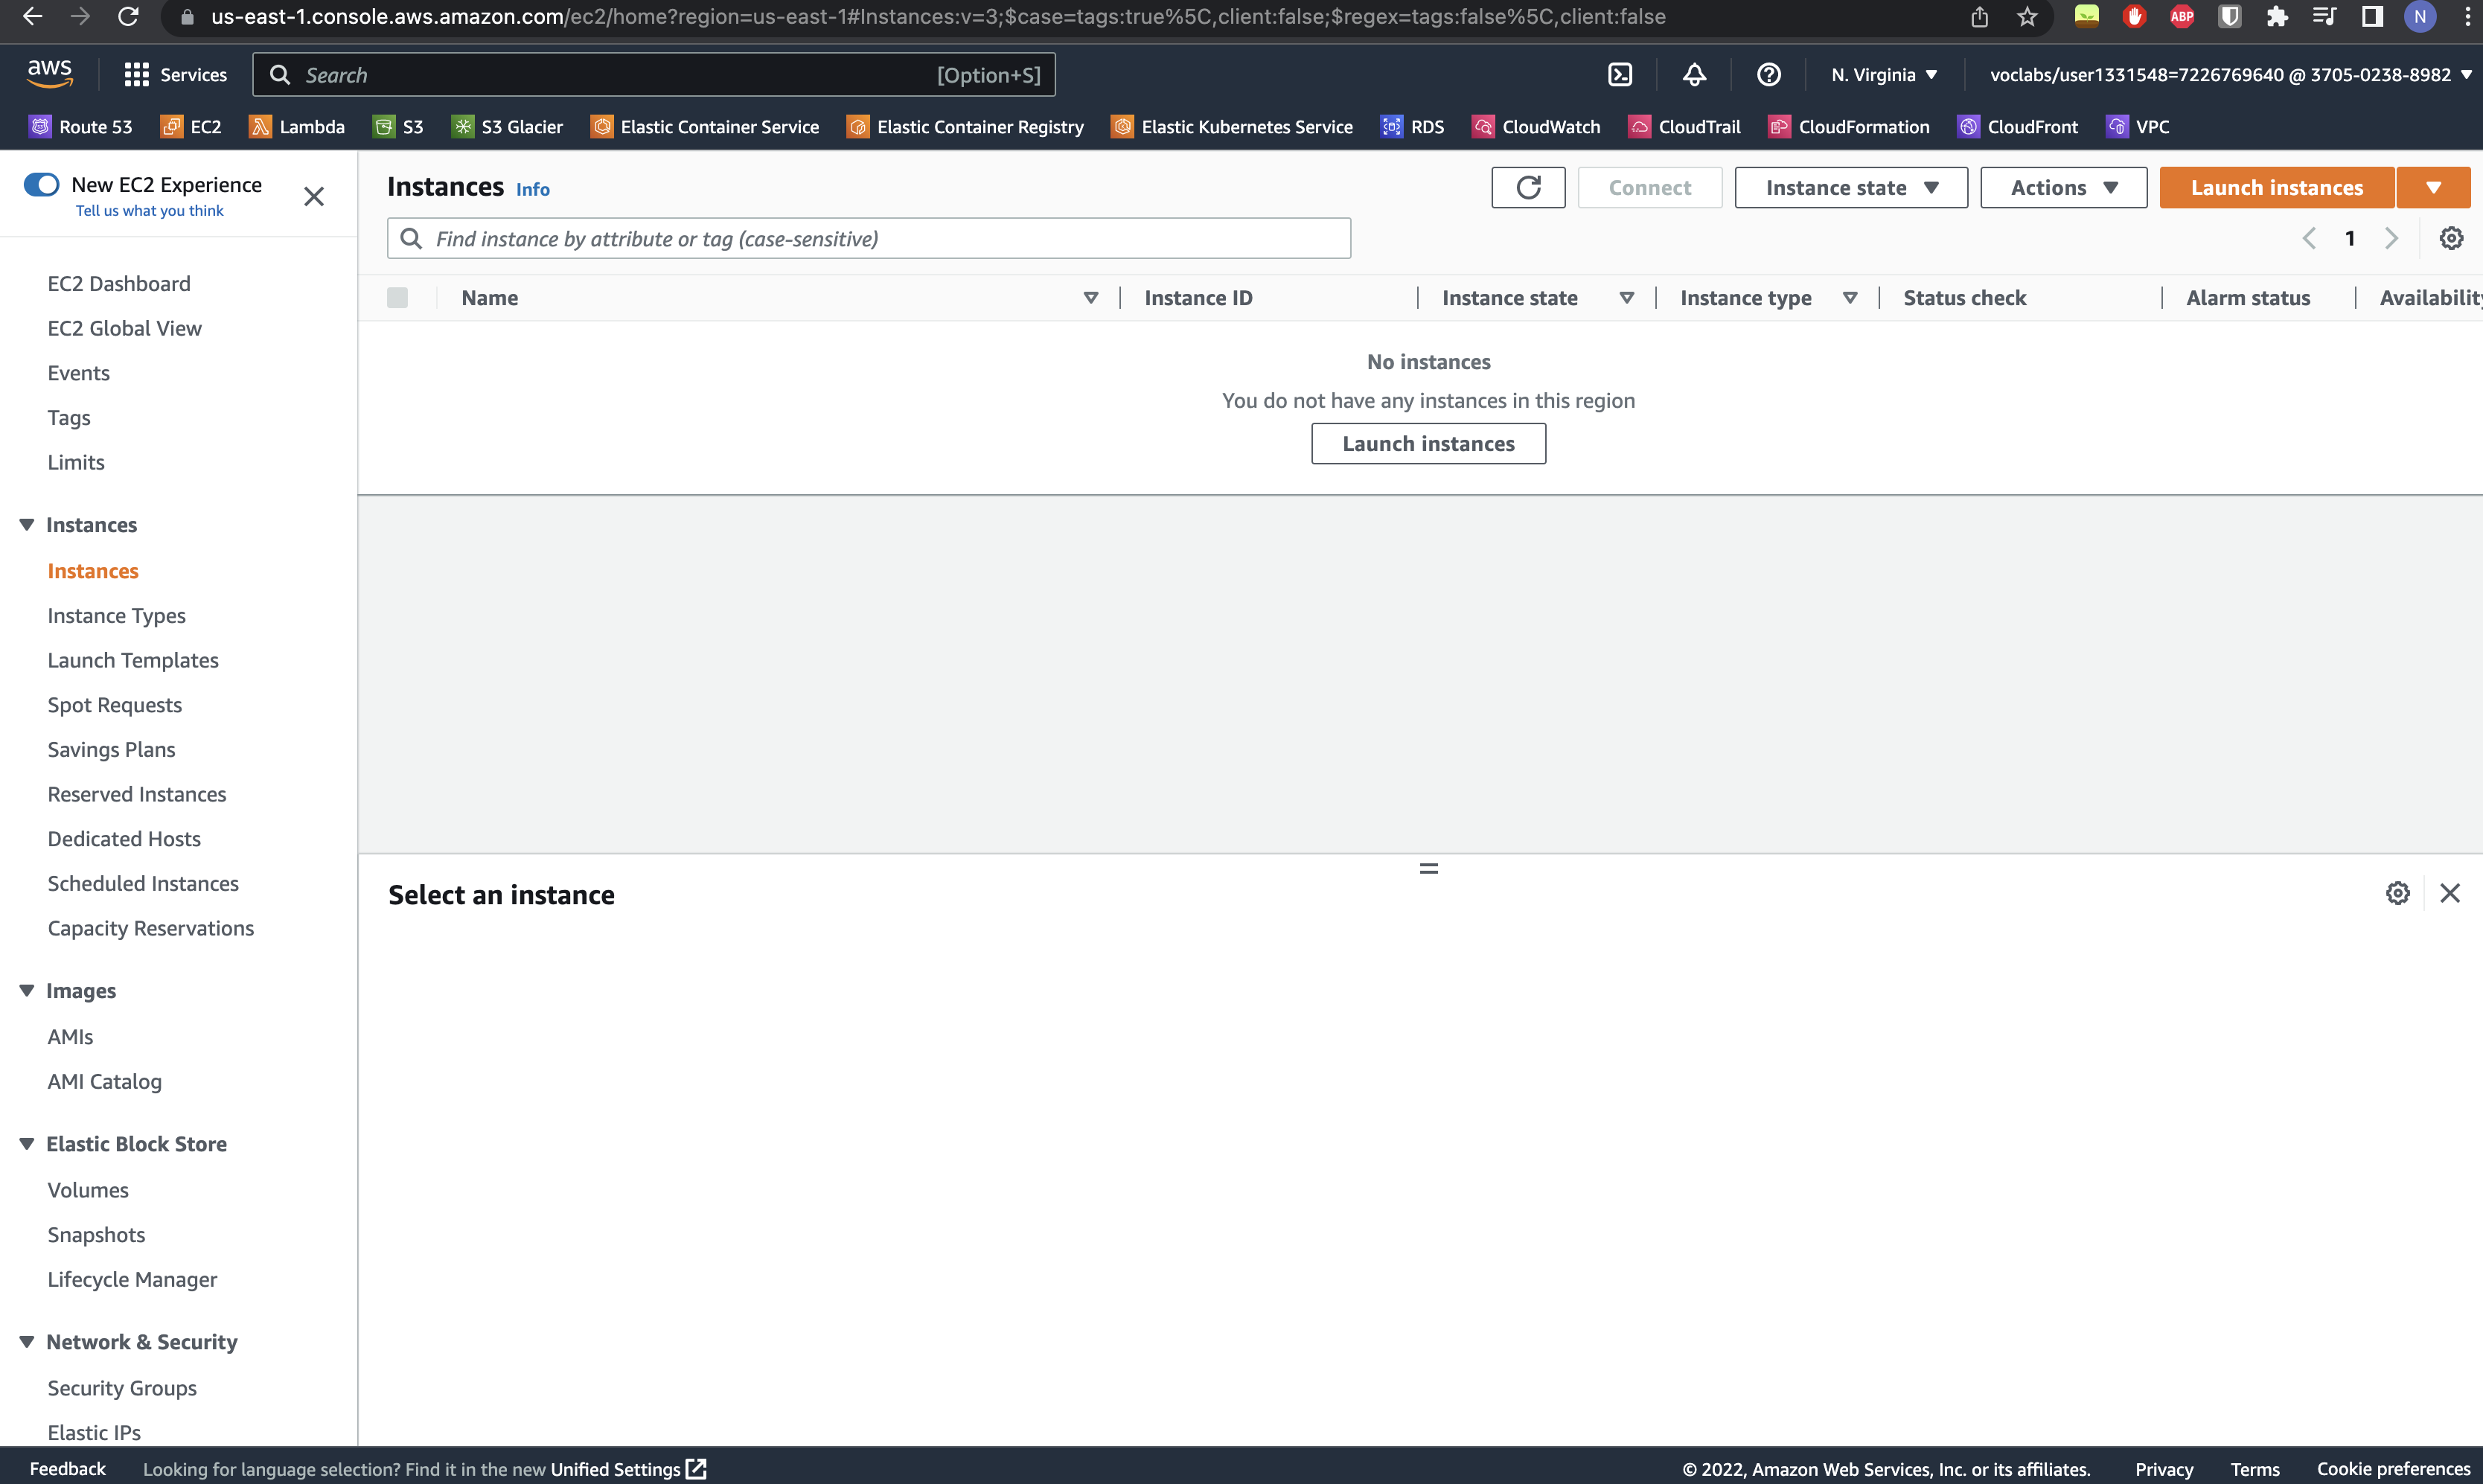 us-east-1.console.aws.amazon.com/ec2/home?region=us-east-1#Instances:v=3;$case=tags:true%5C,client:false;$regex=tags:false%5C,client:false
ABP
N
aws
Services
Search
[Option+S]
N. Virginia
voclabs/user1331548=7226769640 @ 3705-0238-8982
Route 53
EC2
Lambda
S3
S3 Glacier
Elastic Container Service
Elastic Container Registry
Elastic Kubernetes Service
RDS
CloudWatch
CloudTrail
CloudFormation
CloudFront
VPC
New EC2 Experience
Tell us what you think
EC2 Dashboard
EC2 Global View
Events
Tags
Limits
Instances
Instances
Instance Types
Launch Templates
Spot Requests
Savings Plans
Reserved Instances
Dedicated Hosts
Scheduled Instances
Capacity Reservations
Images
AMIs
AMI Catalog
Elastic Block Store
Volumes
Snapshots
Lifecycle Manager
Network & Security
Security Groups
Elastic IPs
Instances Info
Connect
Instance state
Actions
Launch instances
Find instance by attribute or tag (case-sensitive)
1
Name
Instance ID
Instance state
Instance type
Status check
Alarm status
Availability
No instances
You do not have any instances in this region
Launch instances
Select an instance
Feedback
Looking for language selection? Find it in the new Unified Settings
© 2022, Amazon Web Services, Inc. or its affiliates.
Privacy
Terms
Cookie preferences